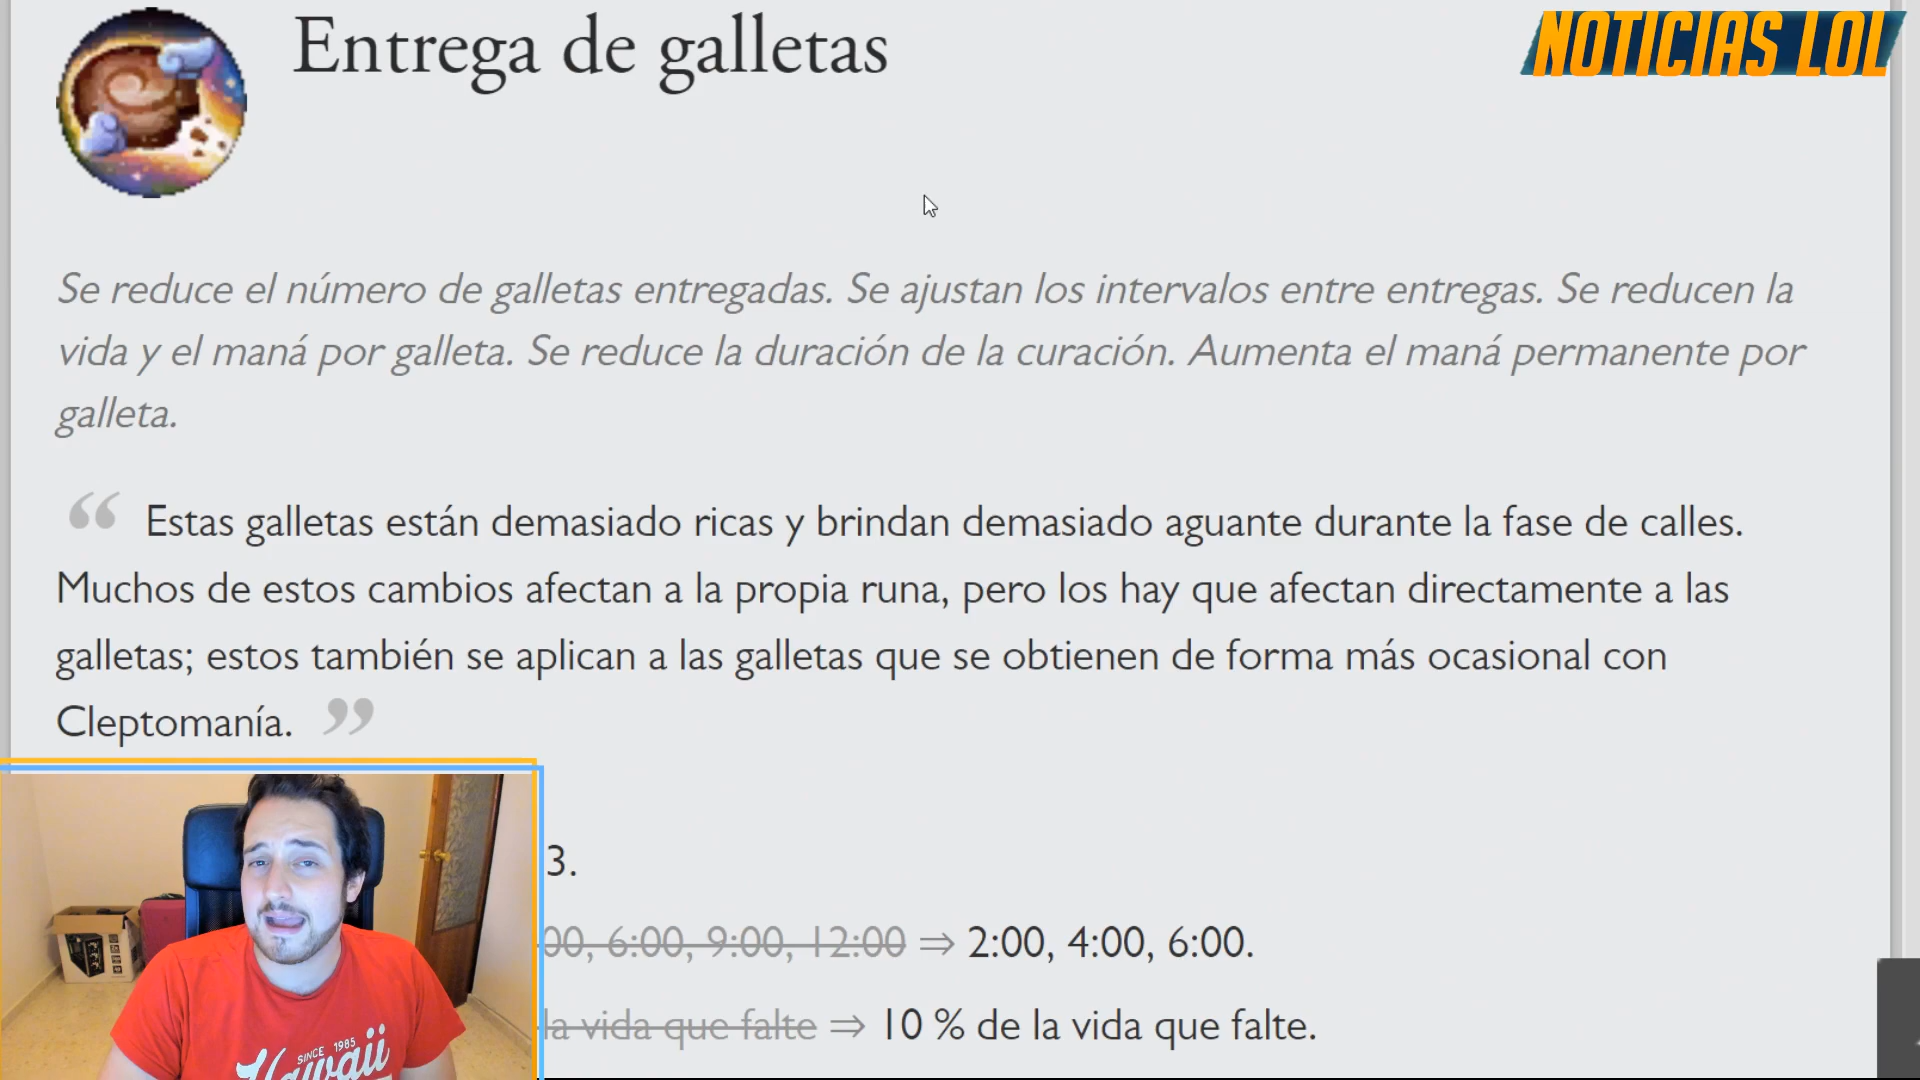 Entrega de galletas
NOTICIAS LOL
Se reduce el número de galletas entregadas. Se ajustan los intervalos entre entregas. Se reducen la
vida y el maná por galleta. Se reduce la duración de la curación. Aumenta el maná permanente por
galleta.
“ Estas galletas están demasiado ricas y brindan demasiado aguante durante la fase de calles.
Muchos de estos cambios afectan a la propia runa, pero los hay que afectan directamente a las
galletas; estos también se aplican a las galletas que se obtienen de forma más ocasional con
Cleptomanía. ”
3.
00, 6:00, 9:00, 12:00 ⇒ 2:00, 4:00, 6:00.
la vida que falte ⇒ 10 % de la vida que falte.
SINCE 1985
Hawaii